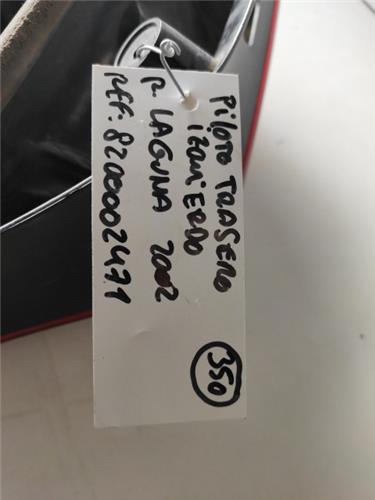 PILOTO TRASERO
IZQUIERDO
R. LAGUNA 2002
REF: 8200002471
350